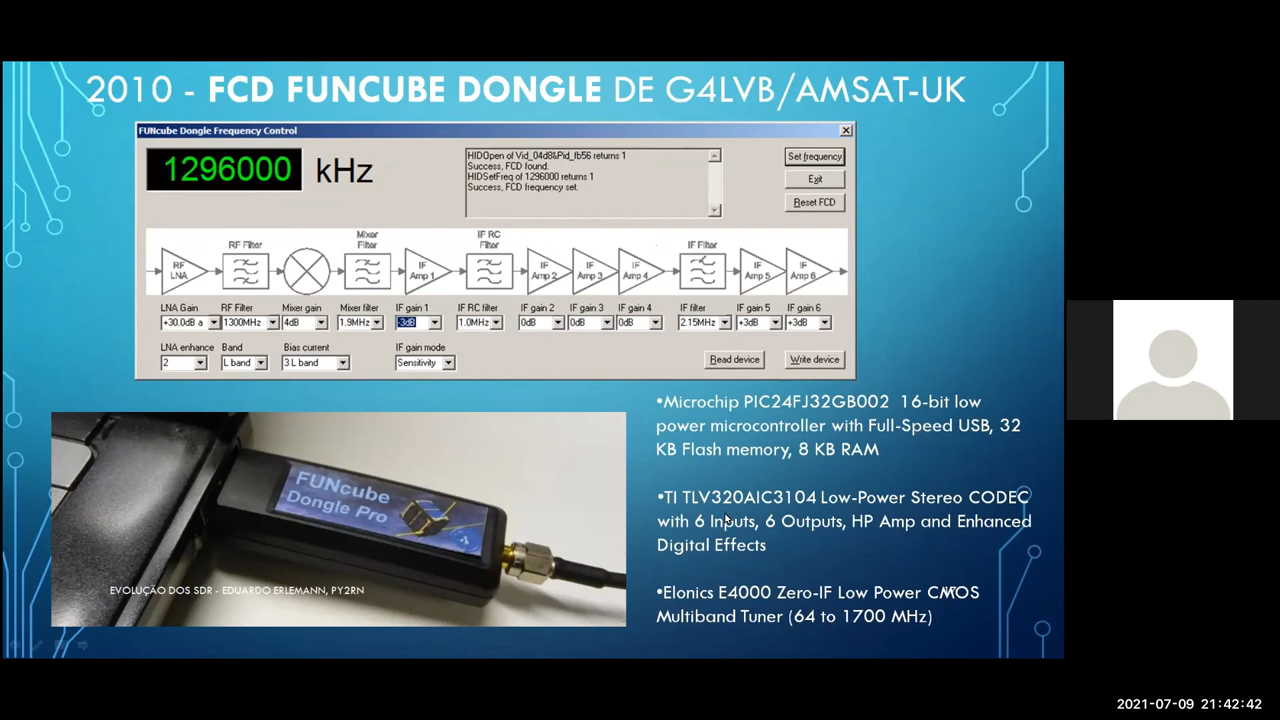 2010 - FCD FUNCUBE DONGLE DE G4LVB/AMSAT-UK
FUNcube Dongle Frequency Control
1296000 kHz
HIDOpen of Vid_04d8&Pid_fb56 returns 1
Success, FCD found.
HIDSetFreq of 1296000 returns 1
Success, FCD frequency set.
Set frequency
Exit
Reset FCD
RF LNA
RF Filter
Mixer Filter
IF Amp 1
IF RC Filter
IF Amp 2
IF Amp 3
IF Amp 4
IF Filter
IF Amp 5
IF Amp 6
LNA Gain RF Filter Mixer gain Mixer filter IF gain 1 IF RC filter IF gain 2 IF gain 3 IF gain 4 IF filter IF gain 5 IF gain 6
+30.0dB a 1300MHz 4dB 1.9MHz -3dB 1.0MHz 0dB 0dB 0dB 2.15MHz +3dB +3dB
LNA enhance Band Bias current IF gain mode
2 L band 3 L band Sensitivity
Read device Write device
•Microchip PIC24FJ32GB002 16-bit low
power microcontroller with Full-Speed USB, 32
KB Flash memory, 8 KB RAM
•TI TLV320AIC3104 Low-Power Stereo CODEC
with 6 Inputs, 6 Outputs, HP Amp and Enhanced
Digital Effects
•Elonics E4000 Zero-IF Low Power CMOS
Multiband Tuner (64 to 1700 MHz)
FUNcube
Dongle Pro
EVOLUÇÃO DOS SDR - EDUARDO ERLEMANN, PY2RN
2021-07-09 21:42:42